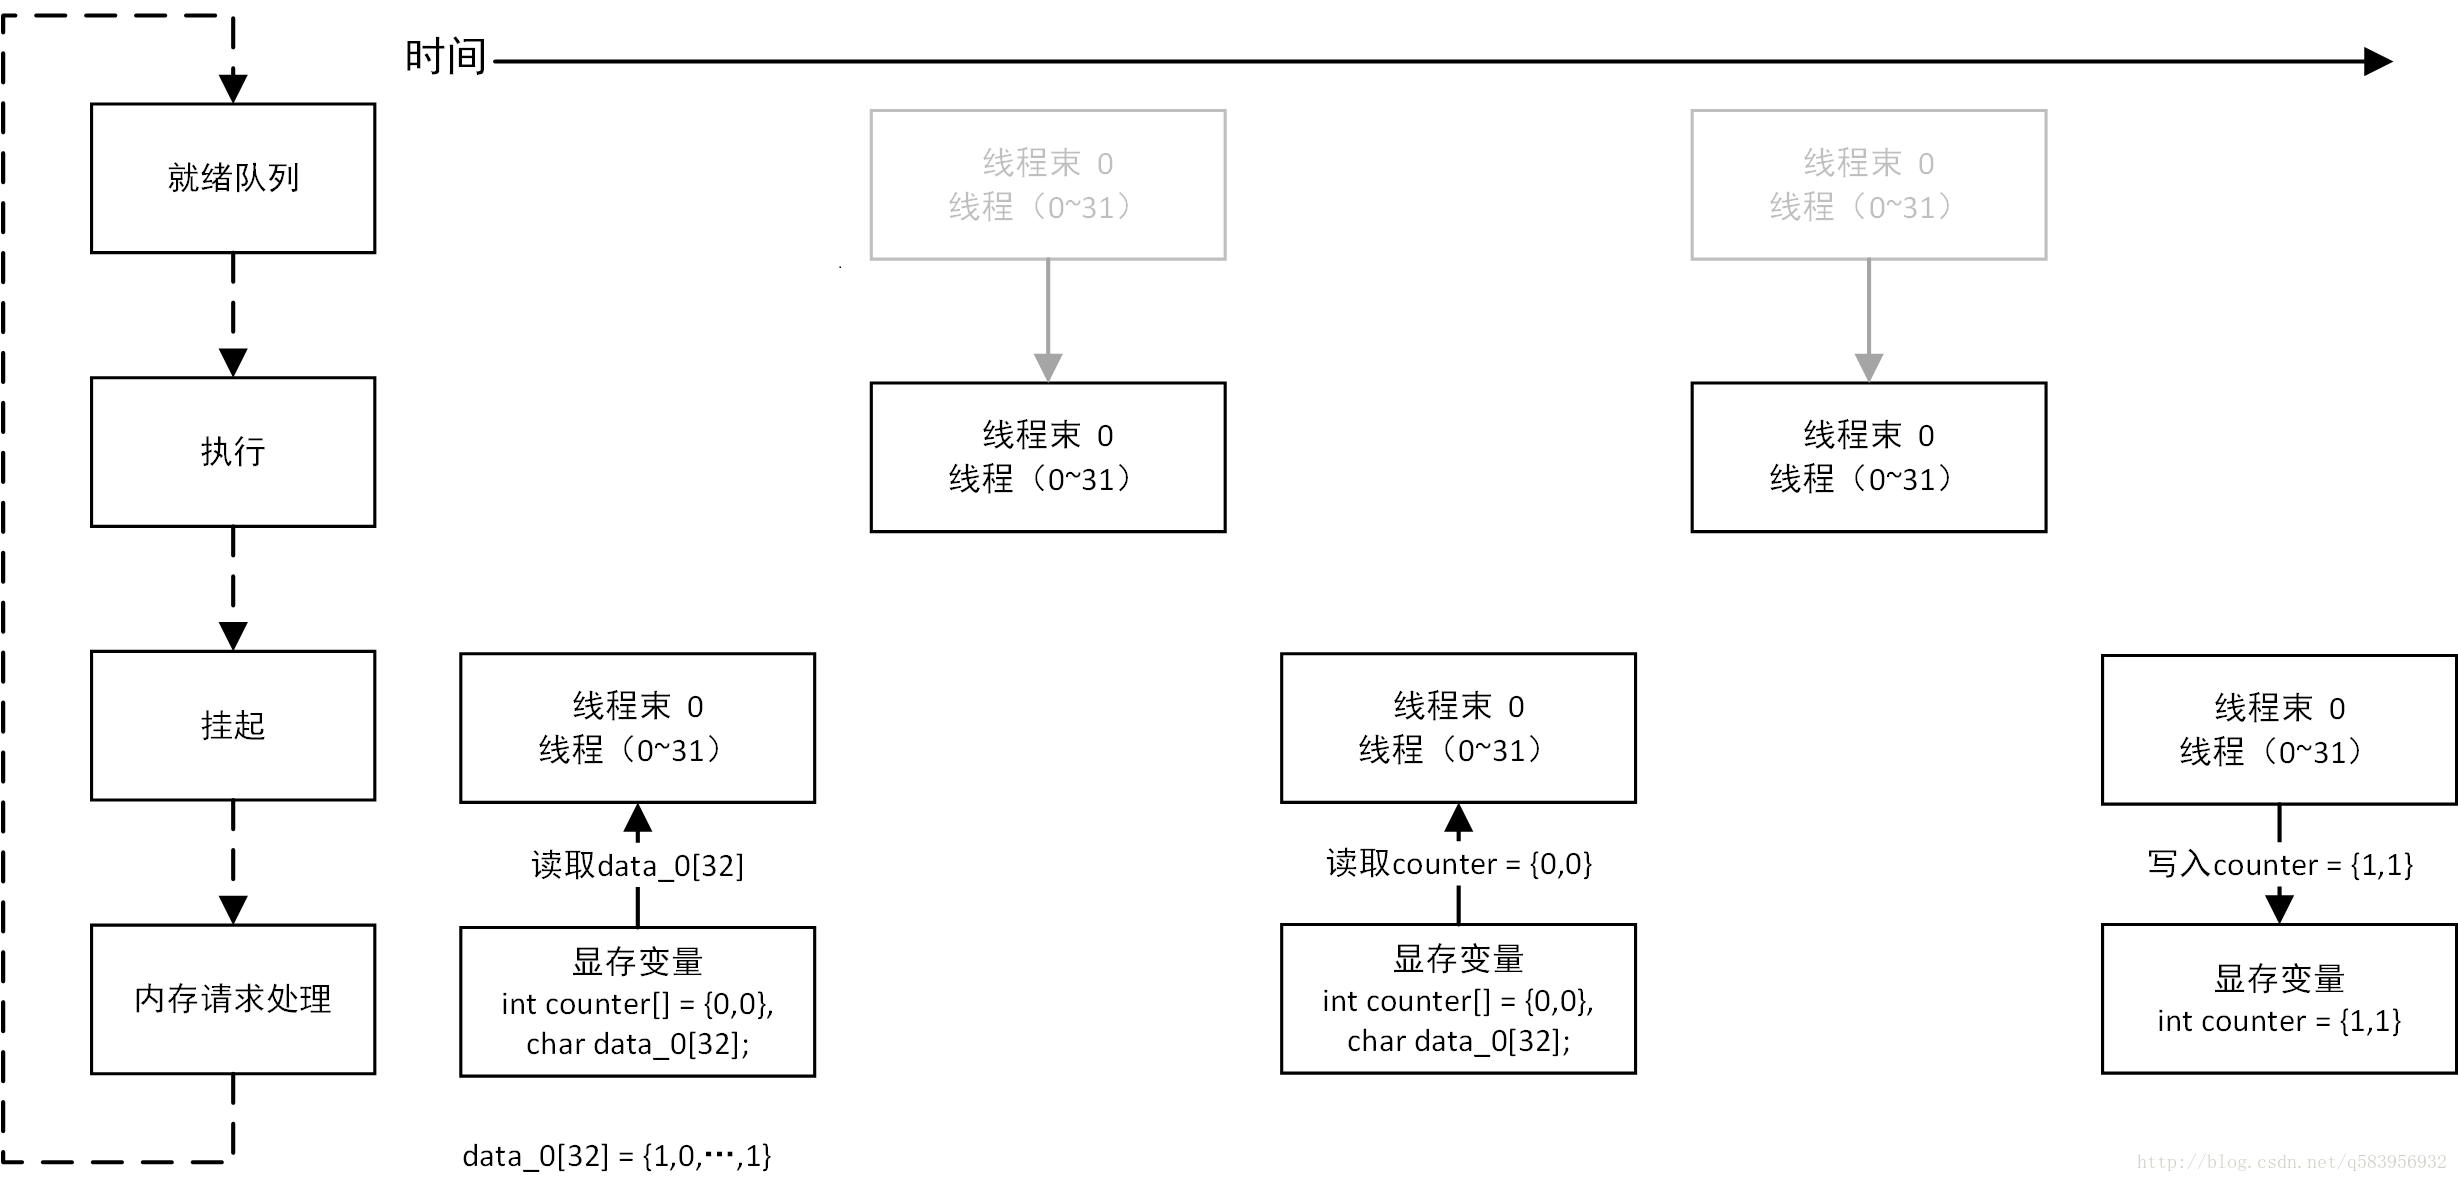 时间
就绪队列
线程束 0
线程（0~31）
线程束 0
线程（0~31）
执行
线程束 0
线程（0~31）
线程束 0
线程（0~31）
挂起
线程束 0
线程（0~31）
线程束 0
线程（0~31）
线程束 0
线程（0~31）
读取data_0[32]
读取counter = {0,0}
写入counter = {1,1}
内存请求处理
显存变量
int counter[] = {0,0},
char data_0[32];
显存变量
int counter[] = {0,0},
char data_0[32];
显存变量
int counter = {1,1}
data_0[32] = {1,0,⋯,1}
http://blog.csdn.net/q583956932